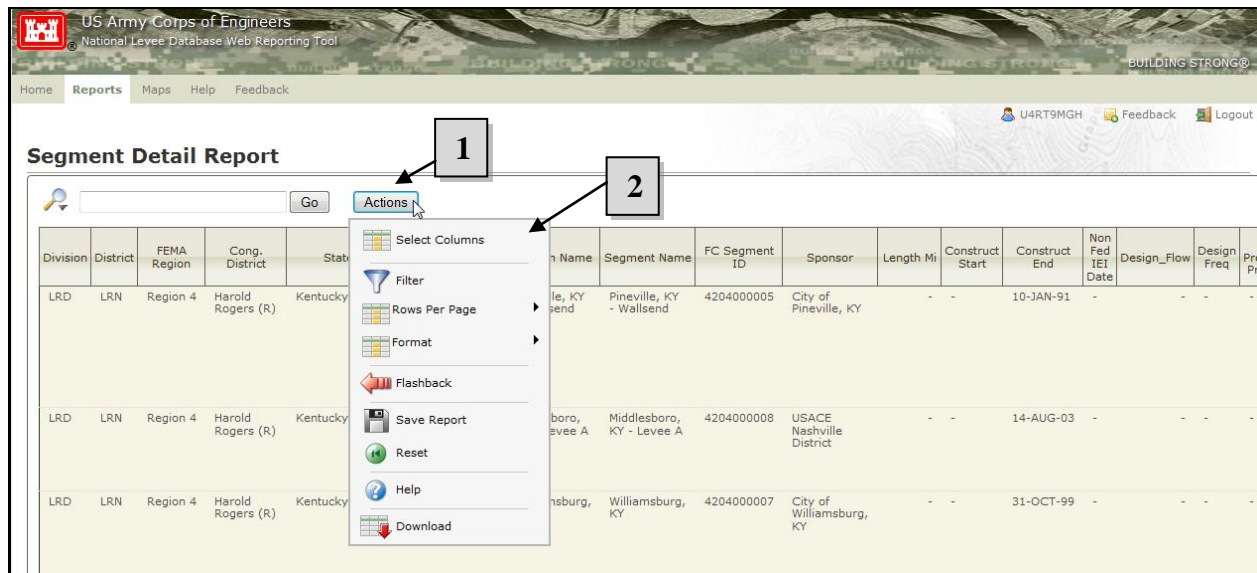 US Army Corps of Engineers
National Levee Database Web Reporting Tool
BUILDING STRONG®
Home Reports Maps Help Feedback
U4RT9MGH Feedback Logout
Segment Detail Report
1
2
Go Actions
Select Columns
Filter
Rows Per Page
Format
Flashback
Save Report
Reset
Help
Download
Division District FEMA Region Cong. District State Name Segment Name FC Segment ID Sponsor Length Mi Construct Start Construct End Non Fed IEI Date Design_Flow Design Freq
LRD LRN Region 4 Harold Rogers (R) Kentucky le, KY send Pineville, KY - Wallsend 4204000005 City of Pineville, KY - - 10-JAN-91 - - -
LRD LRN Region 4 Harold Rogers (R) Kentucky boro, evee A Middlesboro, KY - Levee A 4204000008 USACE Nashville District - - 14-AUG-03 - - - -
LRD LRN Region 4 Harold Rogers (R) Kentucky nsburg, Williamsburg, KY 4204000007 City of Williamsburg, KY - - 31-OCT-99 - - - -